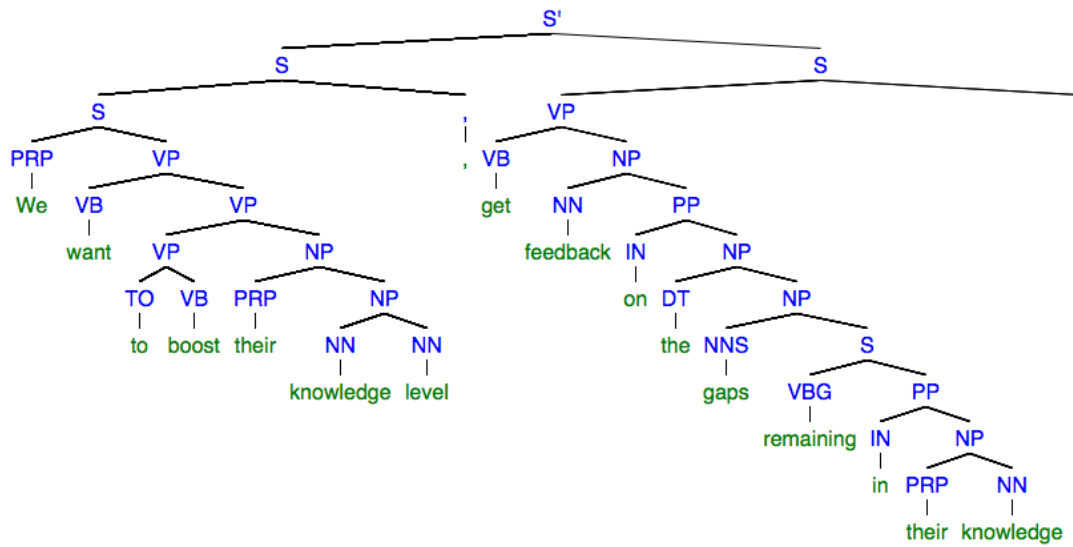 S'
S S
S , VP
PRP VP , VB NP
We VB VP get NN PP
want VP NP feedback IN NP
TO VB PRP NP on DT NP
to boost their NN NN the NNS S
knowledge level gaps VBG PP
remaining IN NP
in PRP NN
their knowledge